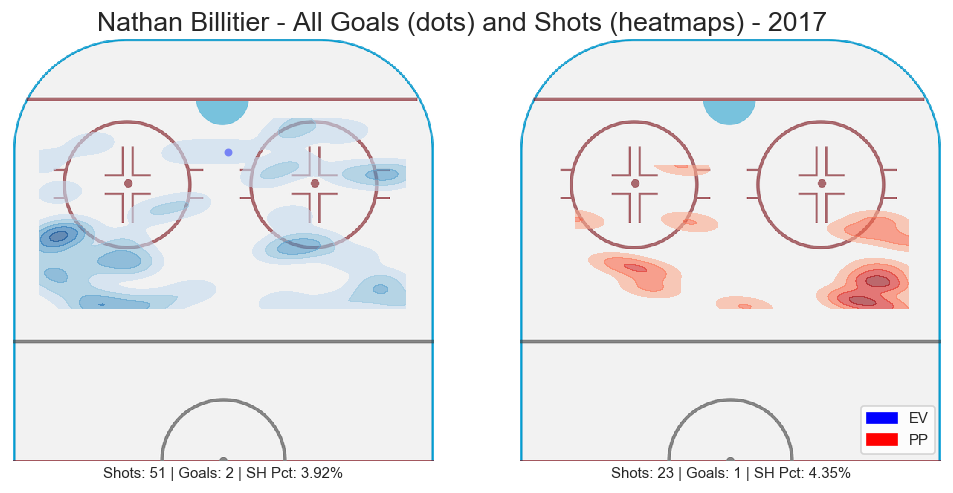 Nathan Billitier - All Goals (dots) and Shots (heatmaps) - 2017
EV
PP
Shots: 51 | Goals: 2 | SH Pct: 3.92%
Shots: 23 | Goals: 1 | SH Pct: 4.35%